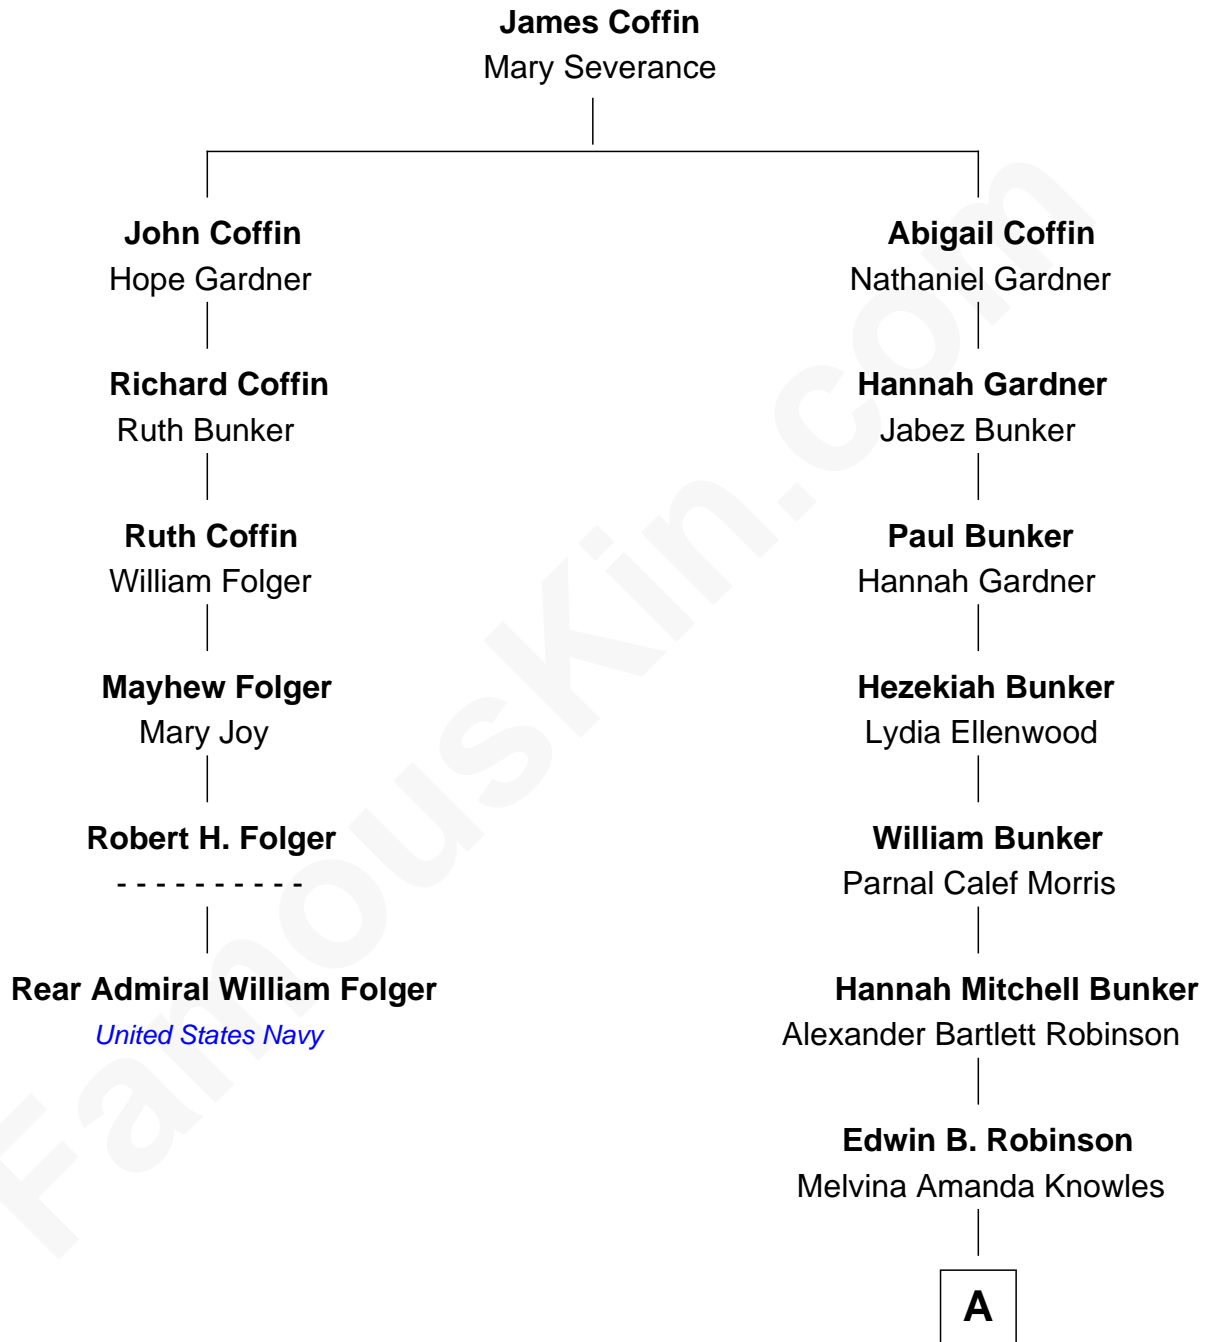 James Coffin
Mary Severance
John Coffin
Hope Gardner
Richard Coffin
Ruth Bunker
Ruth Coffin
William Folger
Mayhew Folger
Mary Joy
Robert H. Folger
- - - - - - - - - -
Rear Admiral William Folger
United States Navy
Abigail Coffin
Nathaniel Gardner
Hannah Gardner
Jabez Bunker
Paul Bunker
Hannah Gardner
Hezekiah Bunker
Lydia Ellenwood
William Bunker
Parnal Calef Morris
Hannah Mitchell Bunker
Alexander Bartlett Robinson
Edwin B. Robinson
Melvina Amanda Knowles
A
FamousKin.com